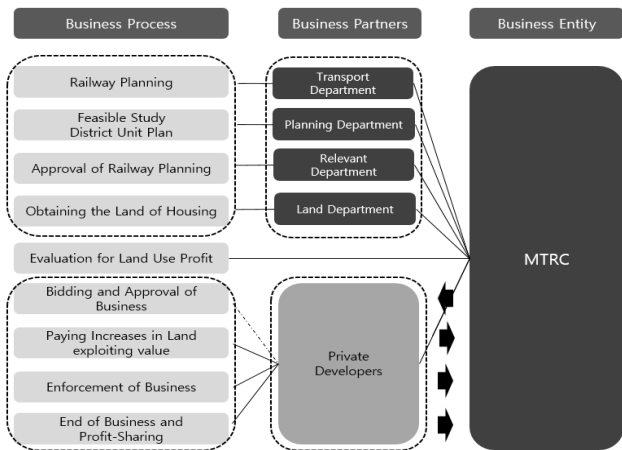 Business Process
Business Partners
Business Entity
Railway Planning
Transport
Department
Feasible Study
District Unit Plan
Planning Department
Approval of Railway Planning
Relevant
Department
Obtaining the Land of Housing
Land Department
Evaluation for Land Use Profit
MTRC
Bidding and Approval of
Business
Paying Increases in Land
exploiting value
Private
Developers
Enforcement of Business
End of Business and
Profit-Sharing